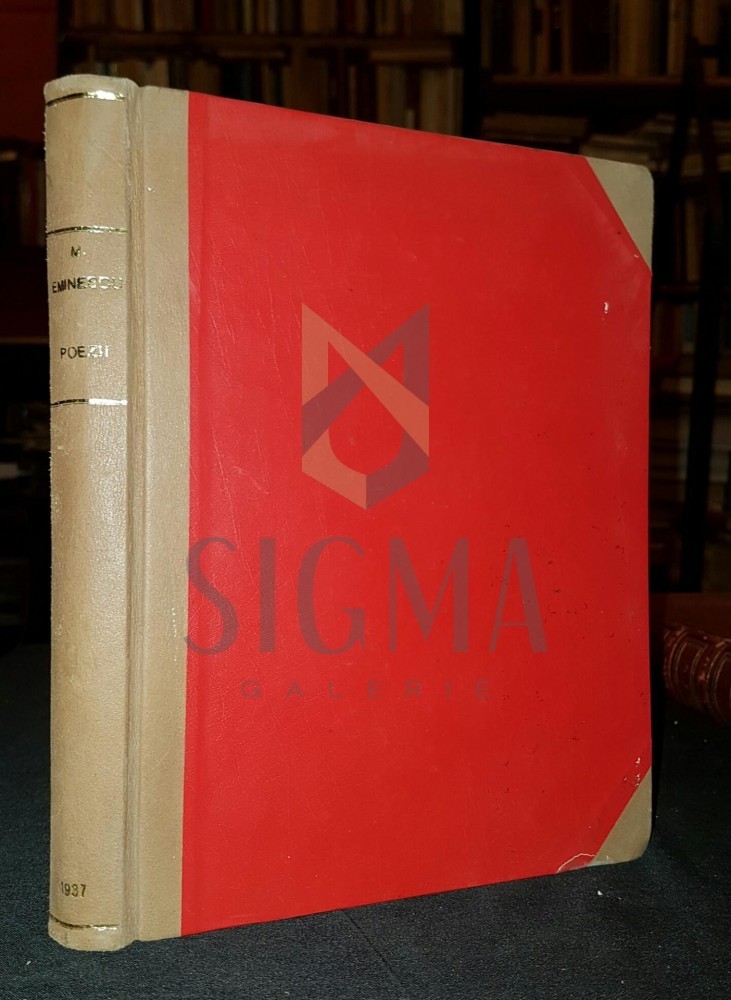 M.
EMINESCU
POEZII
1937
SIGMA
GALERIE